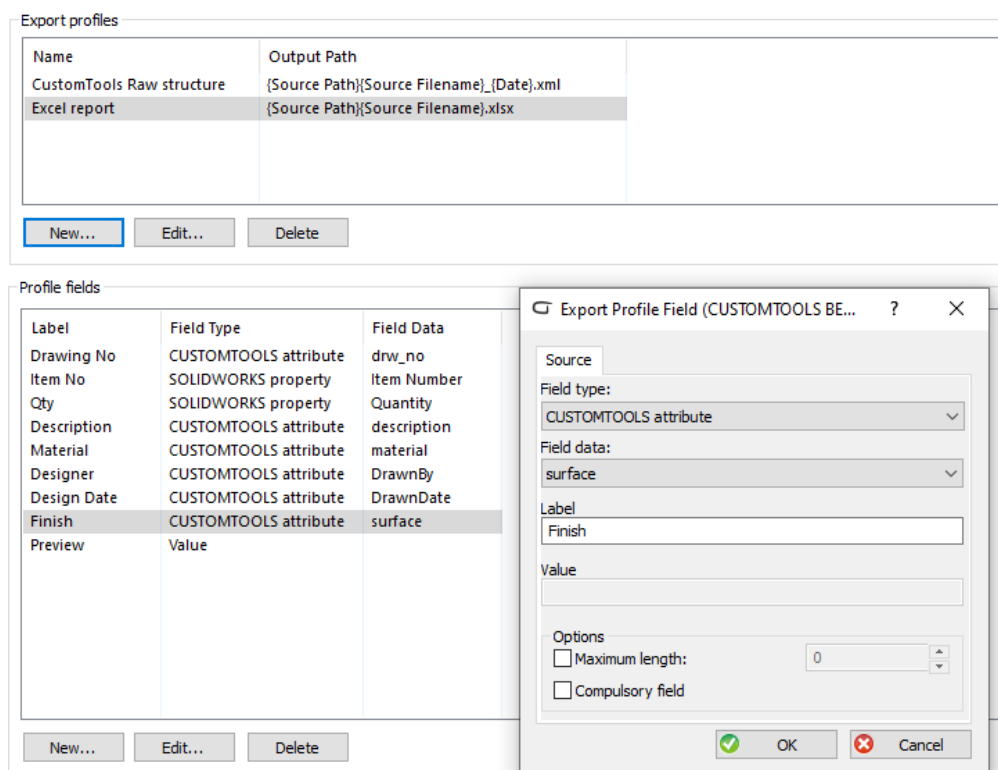 Export profiles
Name Output Path
CustomTools Raw structure {Source Path}{Source Filename}_{Date}.xml
Excel report {Source Path}{Source Filename}.xlsx
New... Edit... Delete
Profile fields
Label Field Type Field Data
Drawing No CUSTOMTOOLS attribute drw_no
Item No SOLIDWORKS property Item Number
Qty SOLIDWORKS property Quantity
Description CUSTOMTOOLS attribute description
Material CUSTOMTOOLS attribute material
Designer CUSTOMTOOLS attribute DrawnBy
Design Date CUSTOMTOOLS attribute DrawnDate
Finish CUSTOMTOOLS attribute surface
Preview Value
New... Edit... Delete
Export Profile Field (CUSTOMTOOLS BE... ?
Source
Field type:
CUSTOMTOOLS attribute
Field data:
surface
Label
Finish
Value
Options
Maximum length: 0
Compulsory field
OK Cancel